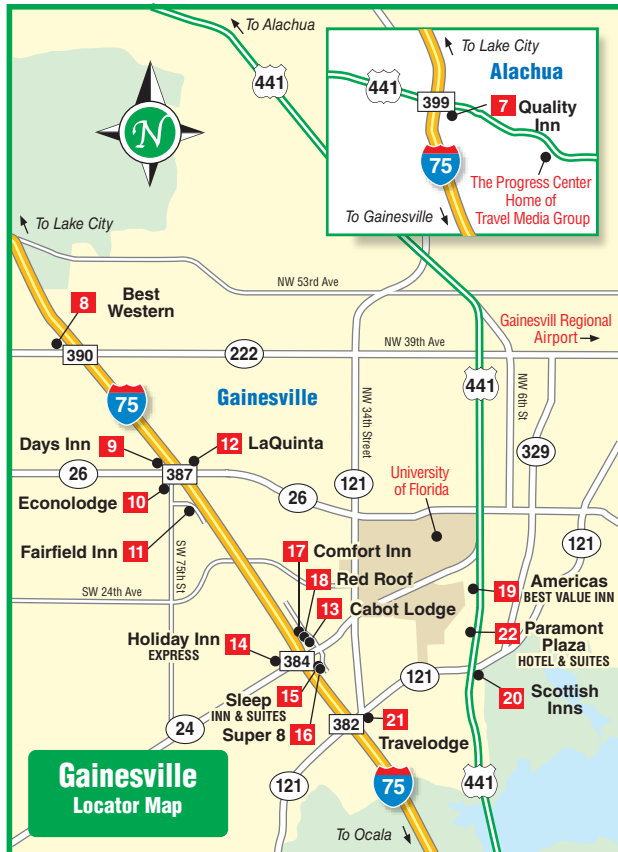 To Alachua
441
N
To Lake City
Alachua
441
399
7 Quality
Inn
75
The Progress Center
Home of
Travel Media Group
To Gainesville
To Lake City
NW 53rd Ave
8 Best
Western
Gainesvill Regional
Airport
390
222
NW 39th Ave
441
NW 6th St
75
Gainesville
NW 34th Street
329
Days Inn 9
12 LaQuinta
26
387
121
University
of Florida
Econolodge 10
26
121
Fairfield Inn 11
SW 75th St
17 Comfort Inn
18 Red Roof
13 Cabot Lodge
SW 24th Ave
19 Americas
BEST VALUE INN
22 Paramont
Plaza
HOTEL & SUITES
Holiday Inn 14
EXPRESS
384
121
20 Scottish
Inns
Sleep 15
INN & SUITES
Super 8 16
24
382
21
Travelodge
Gainesville
Locator Map
121
75
441
To Ocala